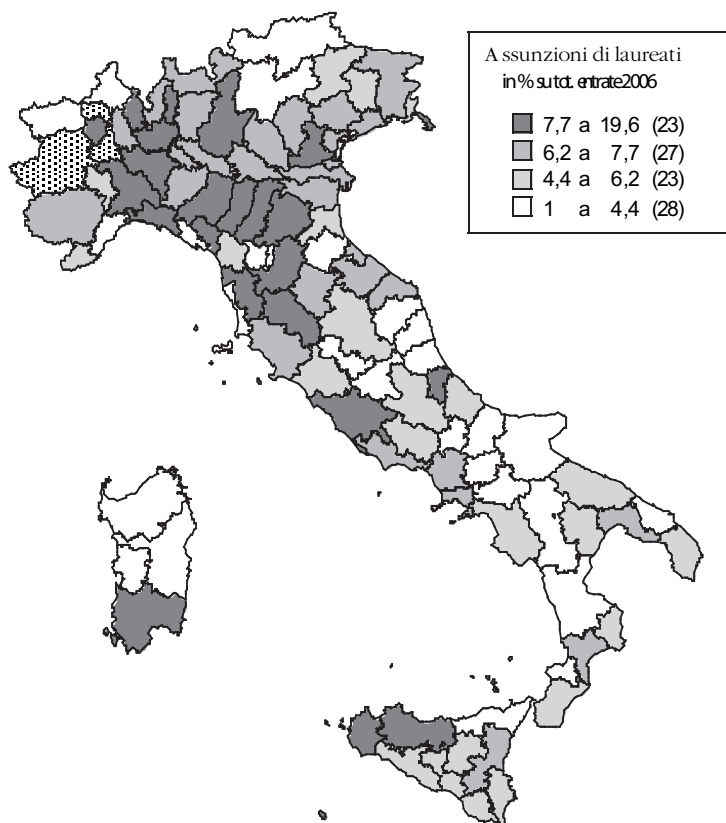 Assunzioni di laureati
in % su tot. entrate 2006
7,7 a 19,6 (23)
6,2 a 7,7 (27)
4,4 a 6,2 (23)
1 a 4,4 (28)